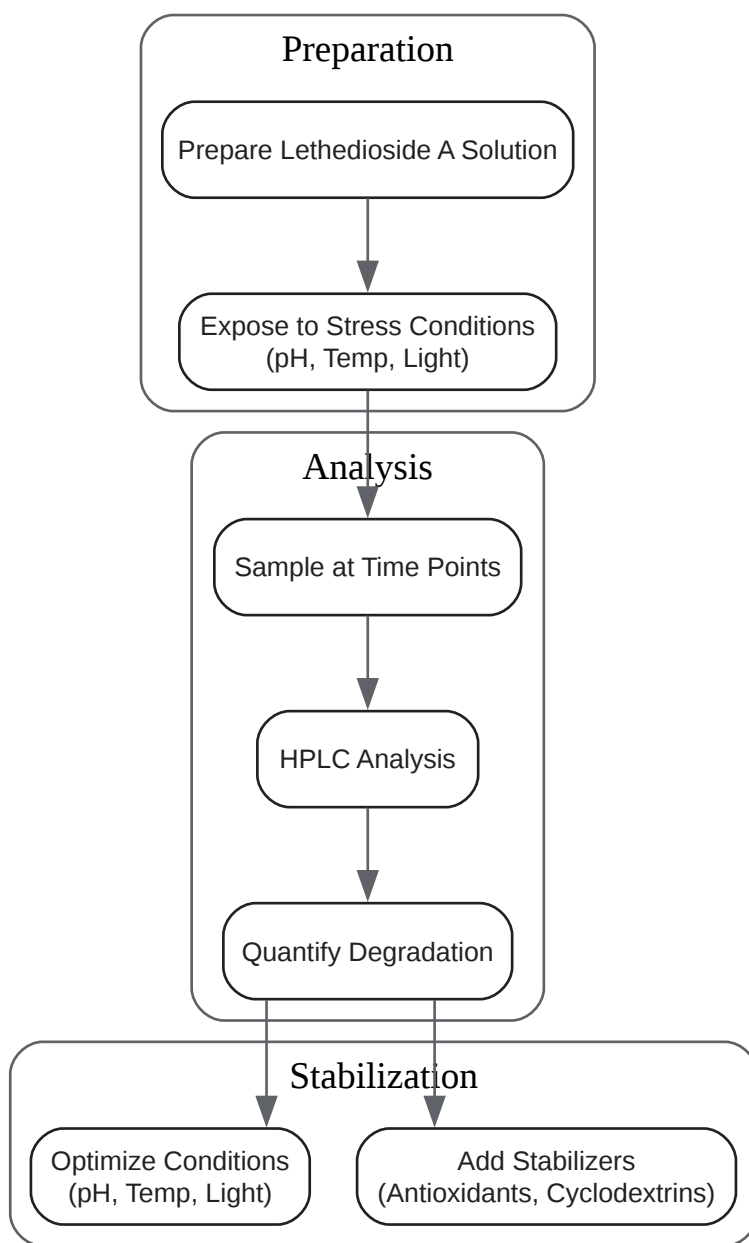 Preparation
Prepare Lethedioside A Solution
Expose to Stress Conditions
(pH, Temp, Light)
Analysis
Sample at Time Points
HPLC Analysis
Quantify Degradation
Stabilization
Optimize Conditions
(pH, Temp, Light)
Add Stabilizers
(Antioxidants, Cyclodextrins)